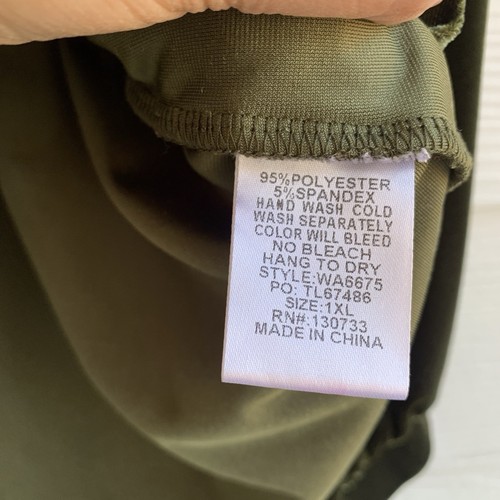 95%POLYESTER
5%SPANDEX
HAND WASH COLD
WASH SEPARATELY
COLOR WILL BLEED
NO BLEACH
HANG TO DRY
STYLE:WA6675
PO: TL67486
SIZE:1XL
RN#:130733
MADE IN CHINA